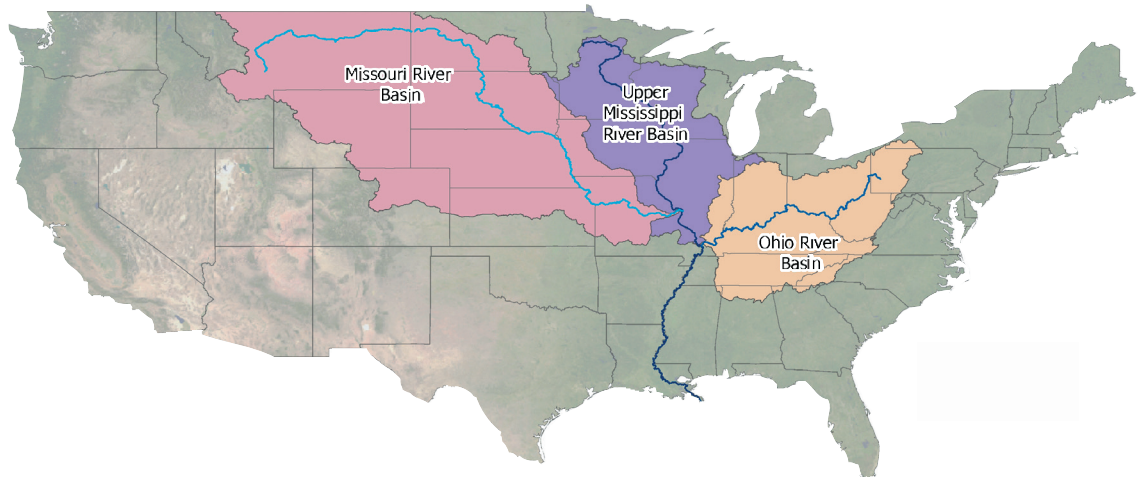 Missouri River
Basin
Upper
Mississippi
River Basin
Ohio River
Basin